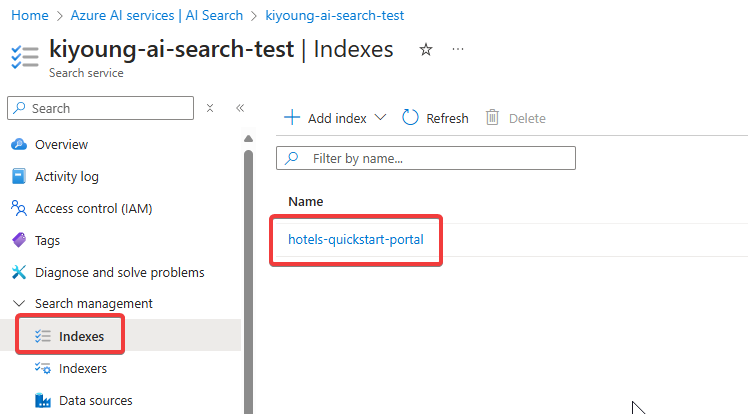 Home > Azure AI services | AI Search > kiyoung-ai-search-test
kiyoung-ai-search-test | Indexes
Search service
Search
Add index
Refresh
Delete
Overview
Activity log
Access control (IAM)
Tags
Diagnose and solve problems
Search management
Indexes
Indexers
Data sources
Filter by name...
Name
hotels-quickstart-portal